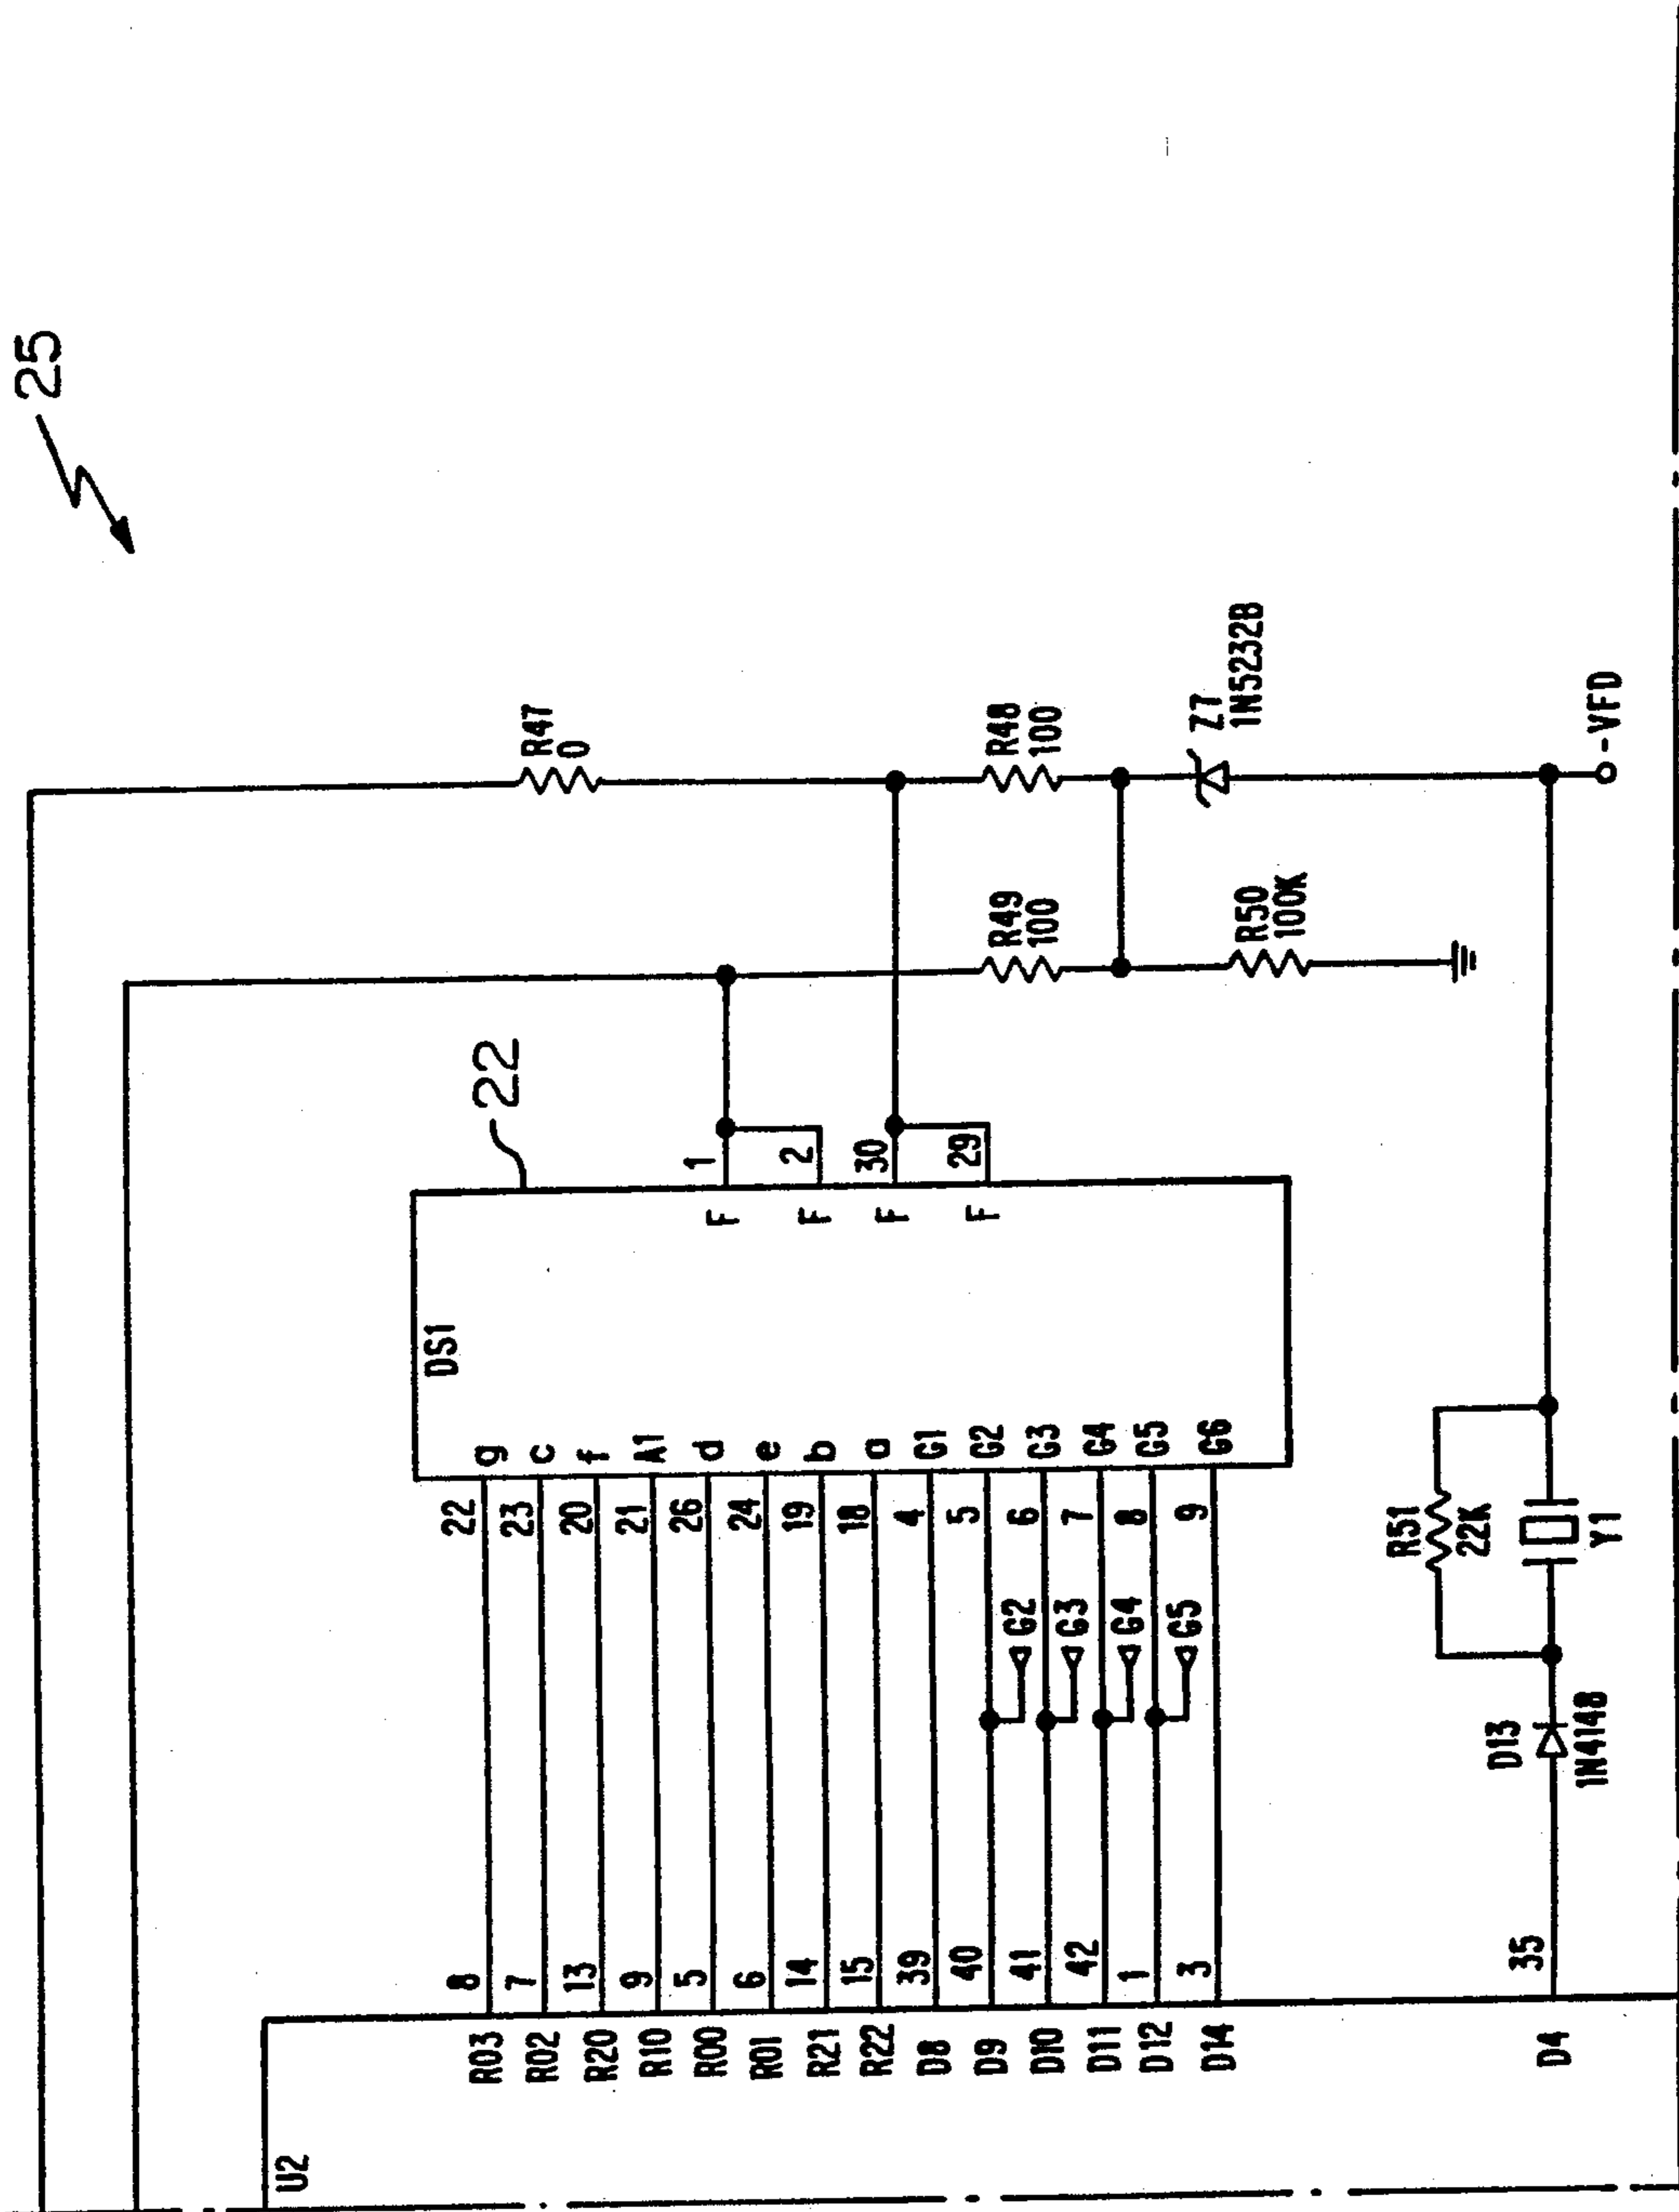 25
U2
DS1
22
R03 8 22 g
R02 7 23 c
R20 13 20 f
R10 9 21 A1
R00 5 26 d
R01 6 24 e
R21 14 19 b
R22 15 18 a
D8 39 4 G1
D9 40 5 G2
G2
D10 41 6 G3
G3
D11 42 7 G4
G4
D12 1 8 G5
G5
D14 3 9 G6
F 1
F 2
F 30
F 29
R47
0
R49
100
R48
100
R50
100K
Z7
1N5232B
D4 35
D13
1N4148
R51
22K
Y1
-VFD